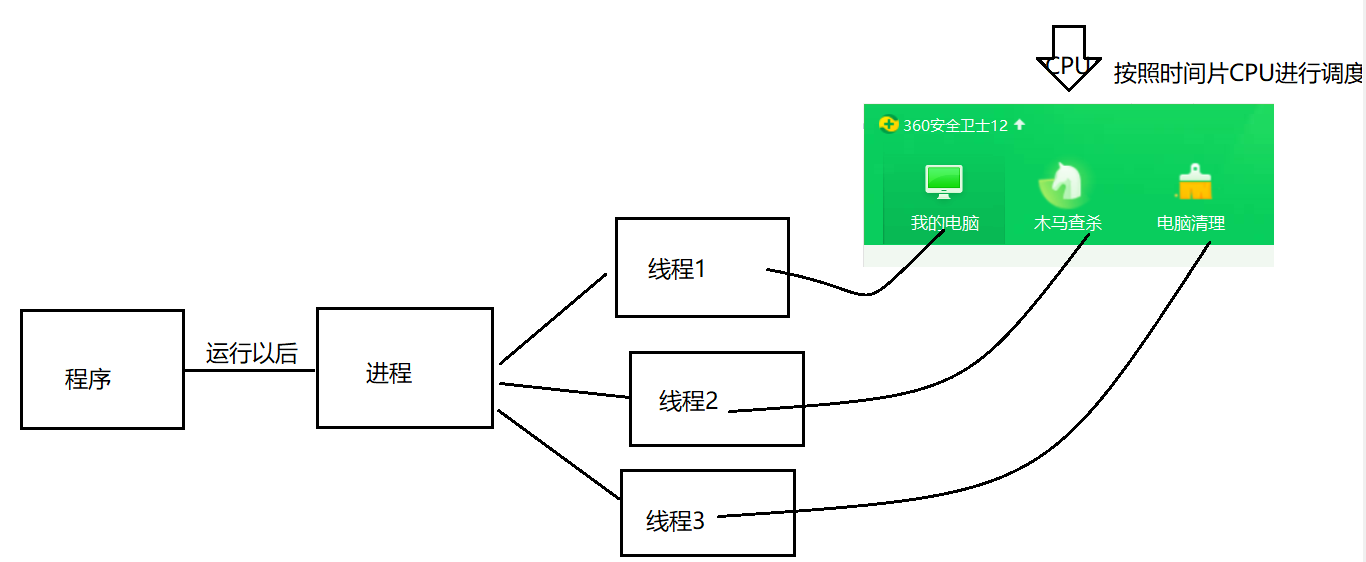 CPU
按照时间片CPU进行调度
360安全卫士12
我的电脑
木马查杀
电脑清理
线程1
程序
运行以后
进程
线程2
线程3